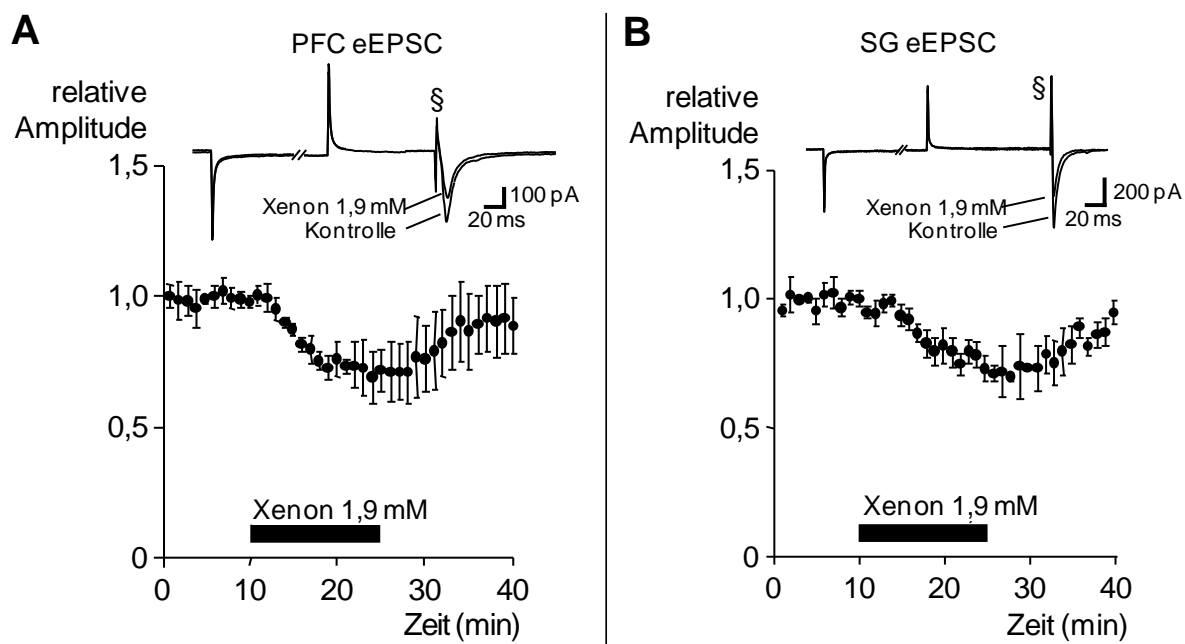 A
PFC eEPSC
relative
Amplitude
§
1,5
Xenon 1,9 mM
Kontrolle
100 pA
20 ms
1,0
0,5
Xenon 1,9 mM
0
0 10 20 30 40
Zeit (min)
B
SG eEPSC
relative
Amplitude
§
1,5
Xenon 1,9 mM
Kontrolle
200 pA
20 ms
1,0
0,5
Xenon 1,9 mM
0
0 10 20 30 40
Zeit (min)